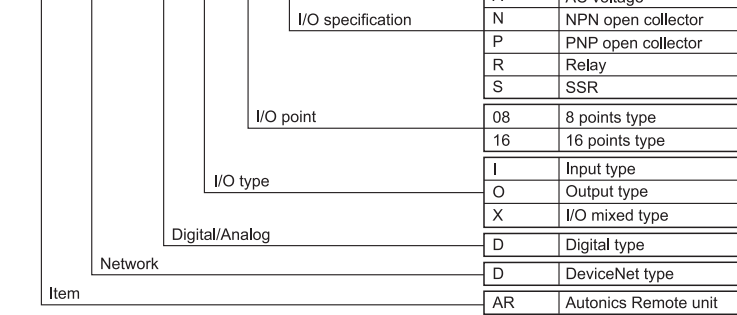 I/O specification N NPN open collector
P PNP open collector
R Relay
S SSR
I/O point 08 8 points type
16 16 points type
I Input type
I/O type O Output type
X I/O mixed type
Digital/Analog D Digital type
Network D DeviceNet type
Item AR Autonics Remote unit